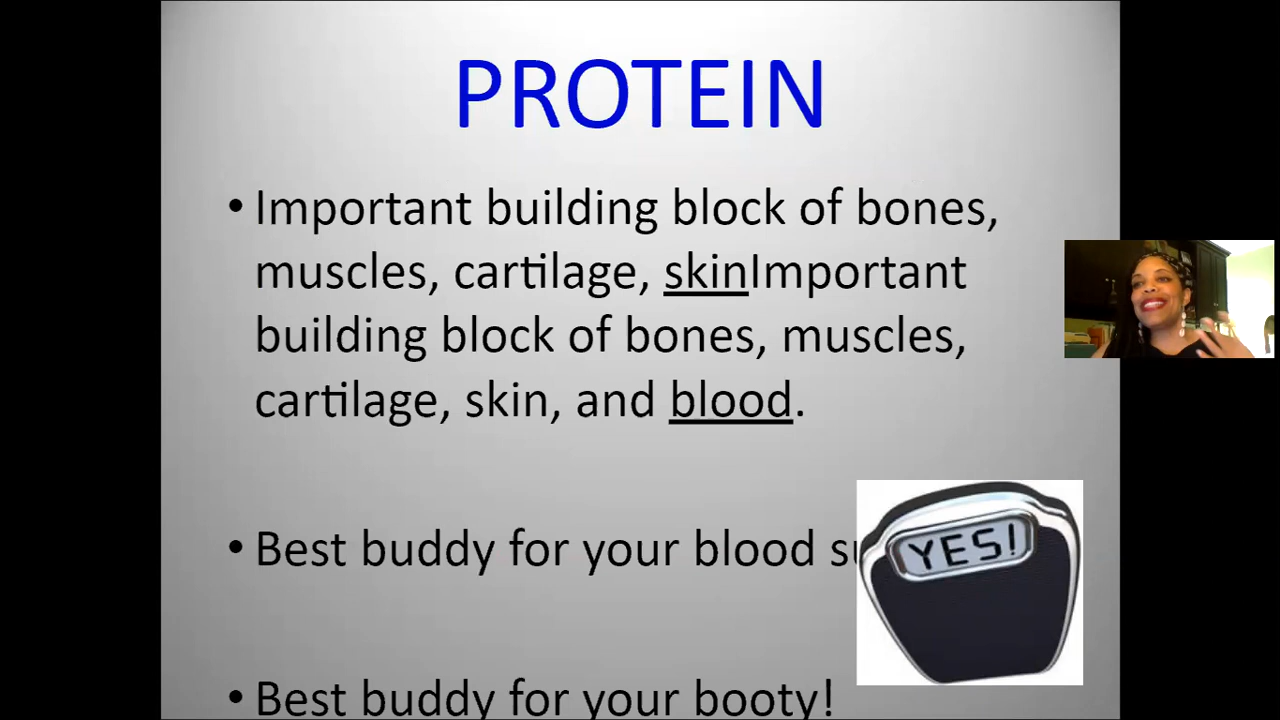 PROTEIN
• Important building block of bones,
muscles, cartilage, skinImportant
building block of bones, muscles,
cartilage, skin, and blood.
• Best buddy for your blood
YES!
• Best buddy for your booty!